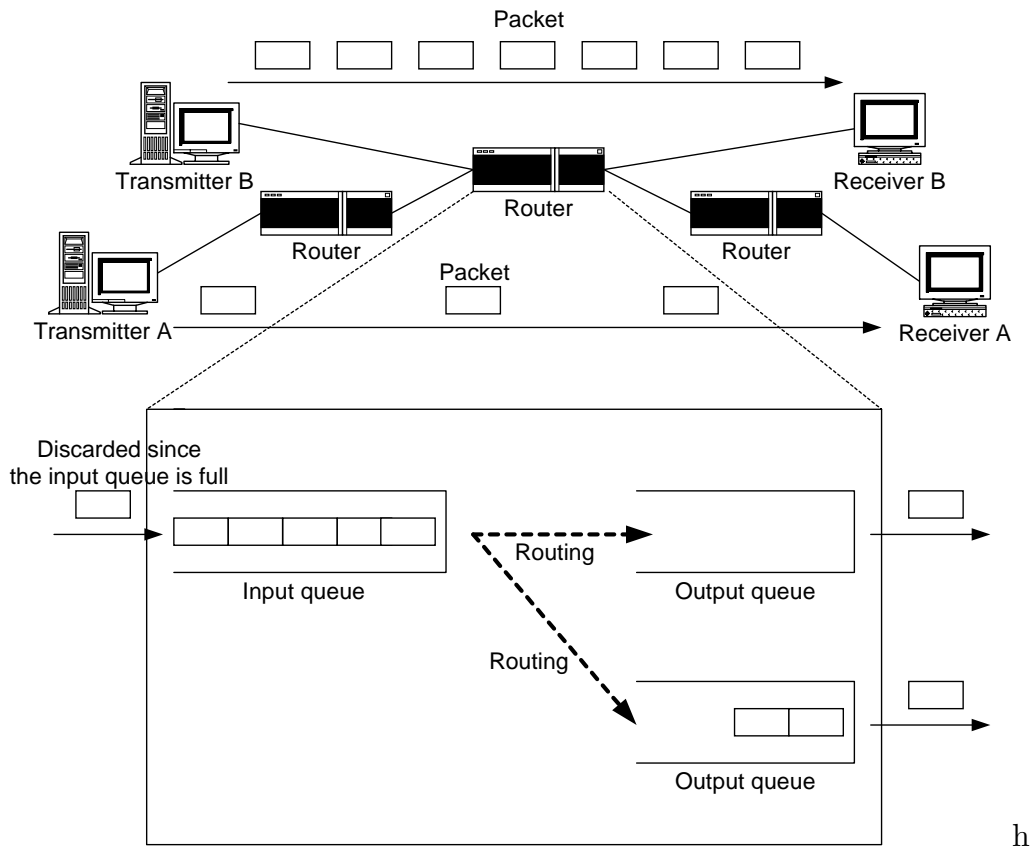 Packet
Transmitter B
Receiver B
Router
Router
Router
Packet
Transmitter A
Receiver A
Discarded since
the input queue is full
Routing
Input queue
Output queue
Routing
Output queue
h